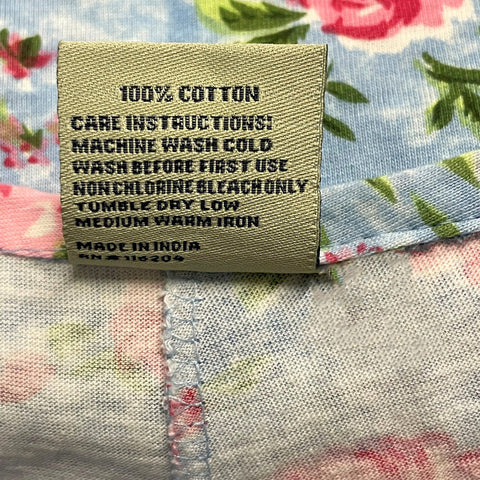 100% COTTON
CARE INSTRUCTIONS:
MACHINE WASH COLD
WASH BEFORE FIRST USE
NON CHLORINE BLEACH ONLY
TUMBLE DRY LOW
MEDIUM WARM IRON
MADE IN INDIA
RN # 116204